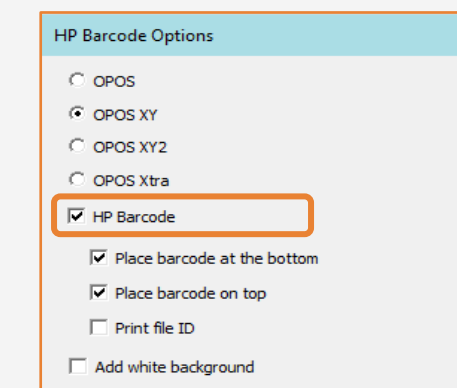 HP Barcode Options
OPOS
OPOS XY
OPOS XY2
OPOS Xtra
HP Barcode
Place barcode at the bottom
Place barcode on top
Print file ID
Add white background